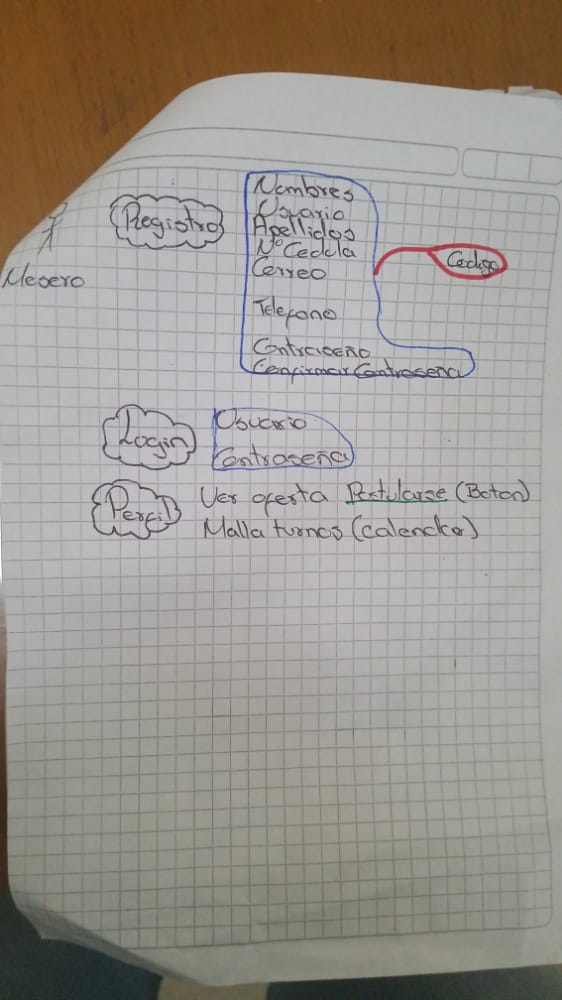 Mesero
Registro
Nombres
Usuario
Apellidos
N° Cedula
Correo
Codigo
Telefono
Contraseña
Confirmar Contraseña
Login
Usuario
Contraseña
Perfil
Ver oferta Postularse (Boton)
Malla turnos (Calendario)